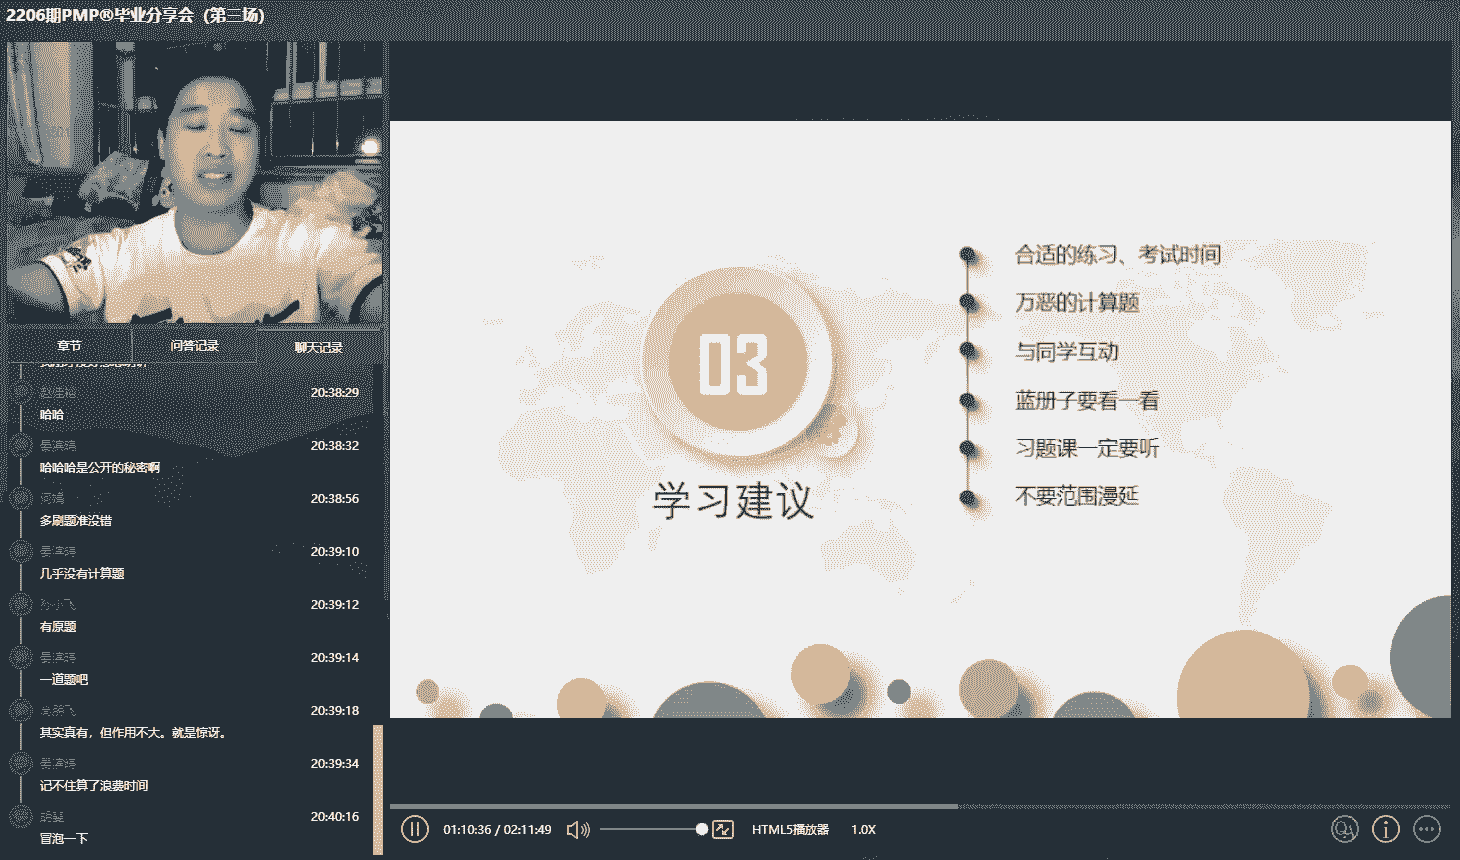 2206期PMP®毕业分享会（第三场）
章节
问答记录
聊天记录
20:38:29
哈哈
20:38:32
哈哈哈是公开的秘密啊
20:38:56
多刷题准没错
20:39:10
几乎没有计算题
20:39:12
有原题
20:39:14
一道题吧
20:39:18
其实真有，但作用不大。就是惊讶。
20:39:34
记不住算了浪费时间
20:40:16
冒泡一下
03
学习建议
合适的练习、考试时间
万恶的计算题
与同学互动
蓝册子要看一看
习题课一定要听
不要范围漫延
01:10:36 / 02:11:49
HTML5播放器
1.0X